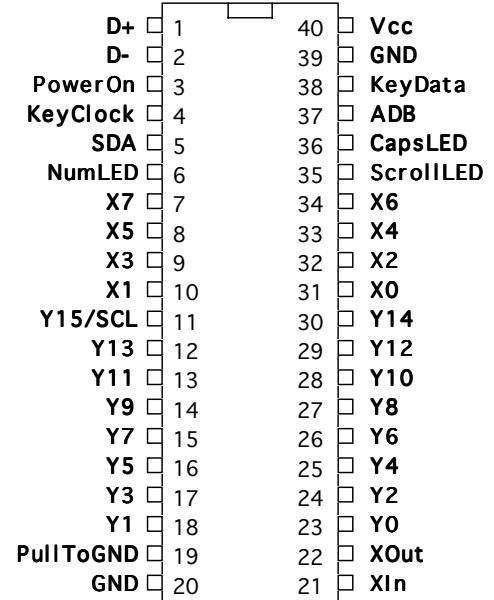 D+ 1 40 Vcc
D- 2 39 GND
PowerOn 3 38 KeyData
KeyClock 4 37 ADB
SDA 5 36 CapsLED
NumLED 6 35 ScrollLED
X7 7 34 X6
X5 8 33 X4
X3 9 32 X2
X1 10 31 X0
Y15/SCL 11 30 Y14
Y13 12 29 Y12
Y11 13 28 Y10
Y9 14 27 Y8
Y7 15 26 Y6
Y5 16 25 Y4
Y3 17 24 Y2
Y1 18 23 Y0
PullToGND 19 22 XOut
GND 20 21 XIn